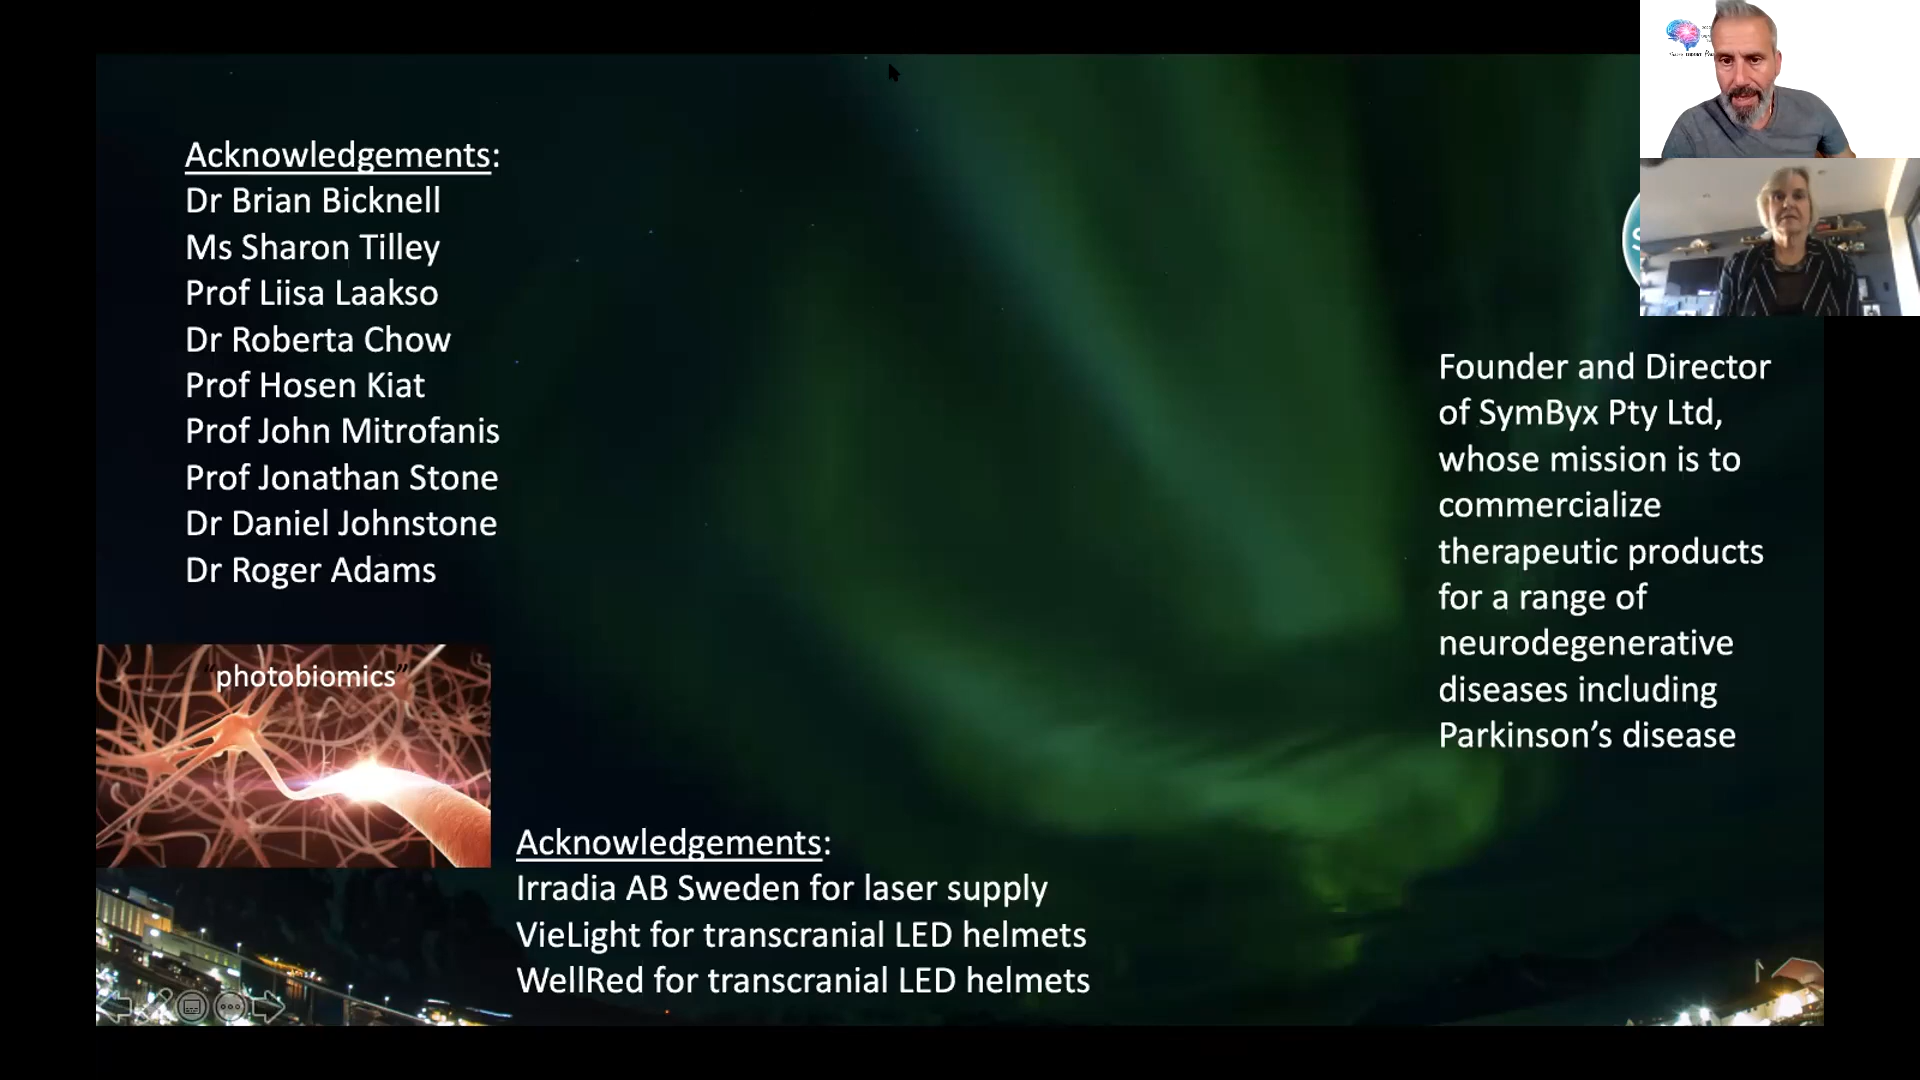 Acknowledgements:
Dr Brian Bicknell
Ms Sharon Tilley
Prof Liisa Laakso
Dr Roberta Chow
Prof Hosen Kiat
Prof John Mitrofanis
Prof Jonathan Stone
Dr Daniel Johnstone
Dr Roger Adams
"photobiomics"
Acknowledgements:
Irradia AB Sweden for laser supply
VieLight for transcranial LED helmets
WellRed for transcranial LED helmets
Founder and Director
of SymByx Pty Ltd,
whose mission is to
commercialize
therapeutic products
for a range of
neurodegenerative
diseases including
Parkinson’s disease